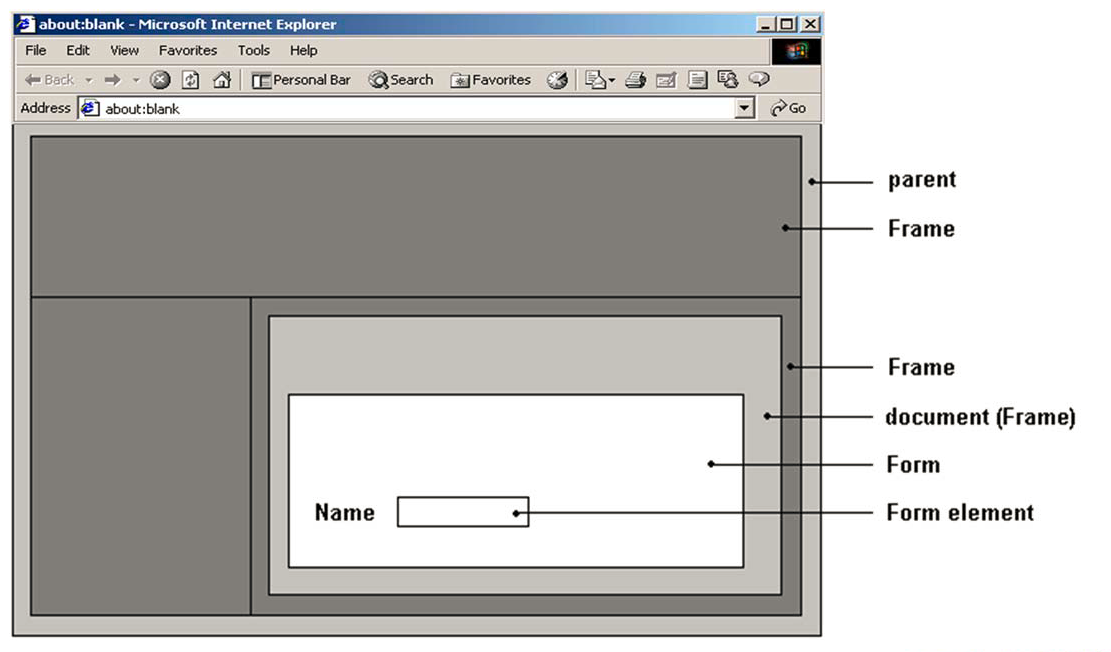 about:blank - Microsoft Internet Explorer
File Edit View Favorites Tools Help
Back Personal Bar Search Favorites
Address about:blank Go
parent
Frame
Frame
document (Frame)
Form
Name Form element